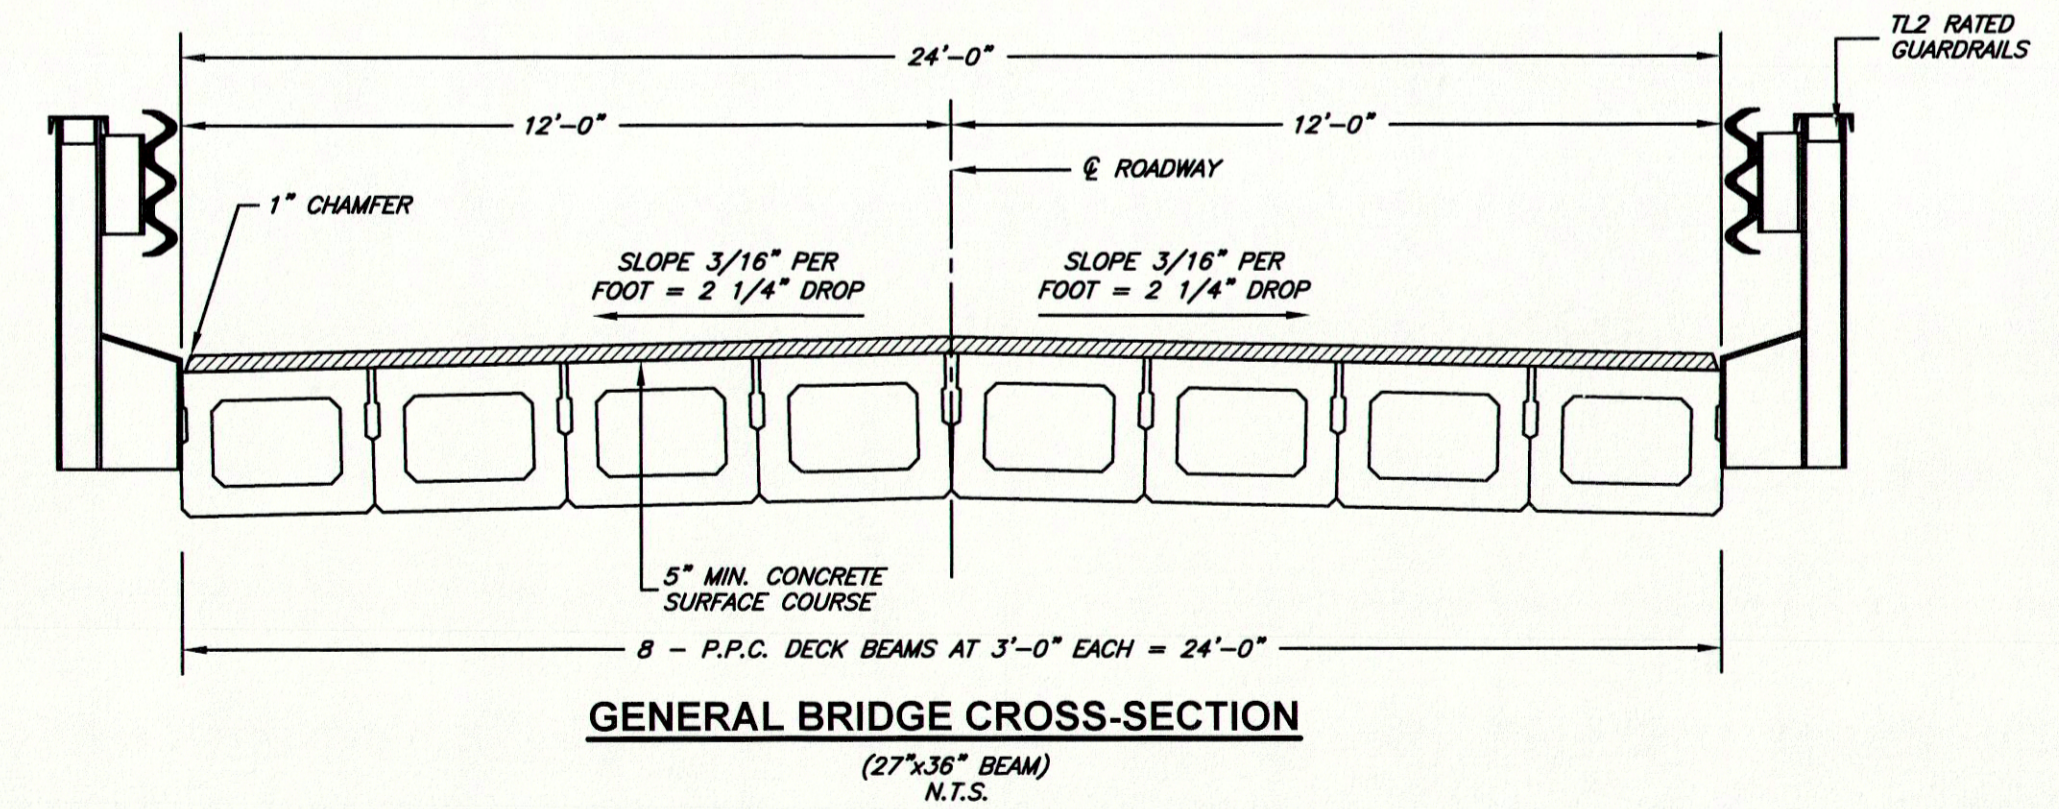 TL2 RATED
GUARDRAILS
24'-0"
12'-0"
12'-0"
℄ ROADWAY
1" CHAMFER
SLOPE 3/16" PER
FOOT = 2 1/4" DROP
SLOPE 3/16" PER
FOOT = 2 1/4" DROP
5" MIN. CONCRETE
SURFACE COURSE
8 - P.P.C. DECK BEAMS AT 3'-0" EACH = 24'-0"
GENERAL BRIDGE CROSS-SECTION
(27"x36" BEAM)
N.T.S.